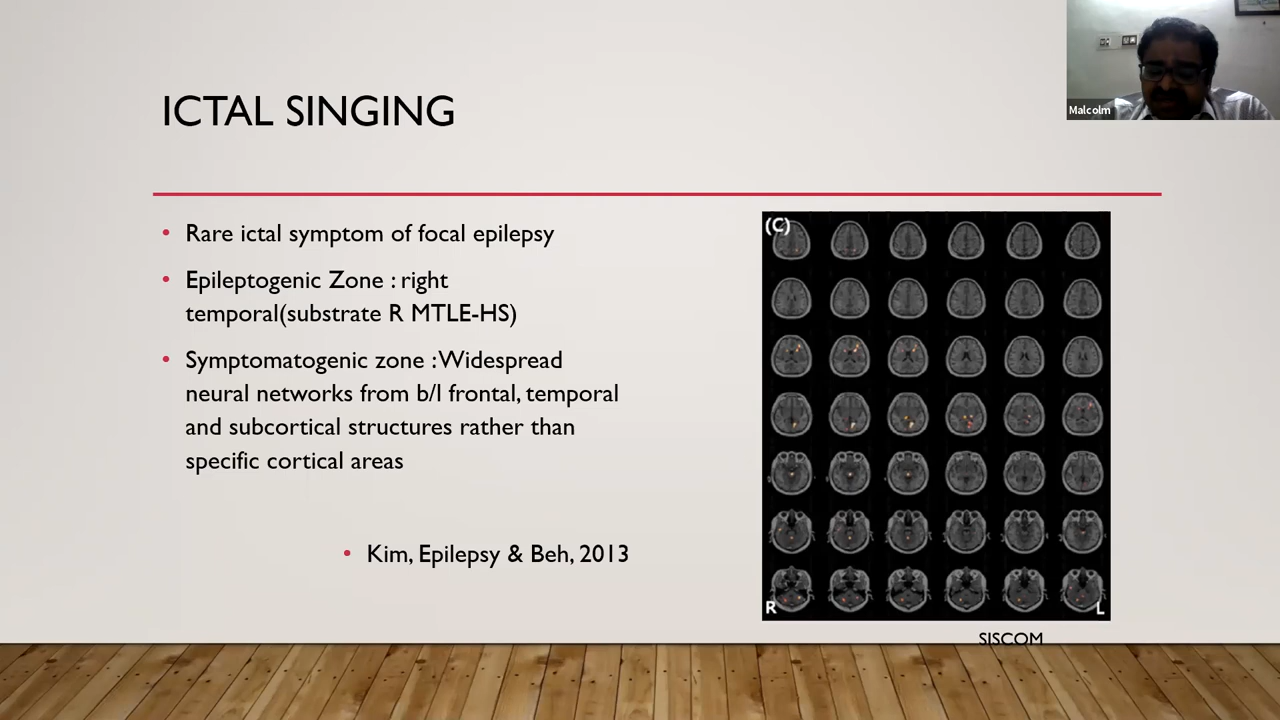 ICTAL SINGING
Malcolm
• Rare ictal symptom of focal epilepsy
• Epileptogenic Zone : right
temporal(substrate R MTLE-HS)
• Symptomatogenic zone : Widespread
neural networks from b/l frontal, temporal
and subcortical structures rather than
specific cortical areas
• Kim, Epilepsy & Beh, 2013
(C)
R
L
SISCOM